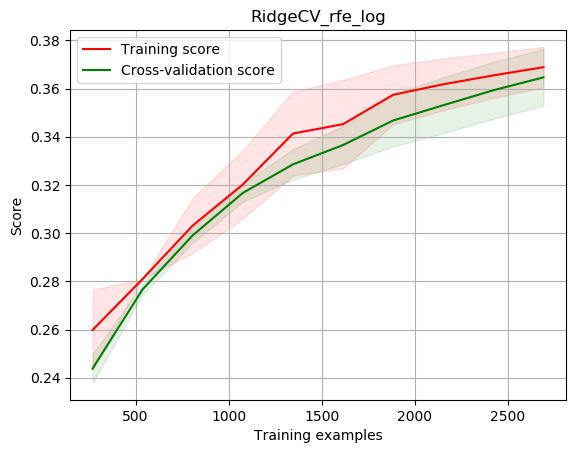 RidgeCV_rfe_log
Training score
Cross-validation score
0.38
0.36
0.34
0.32
0.30
0.28
0.26
0.24
Score
500
1000
1500
2000
2500
Training examples